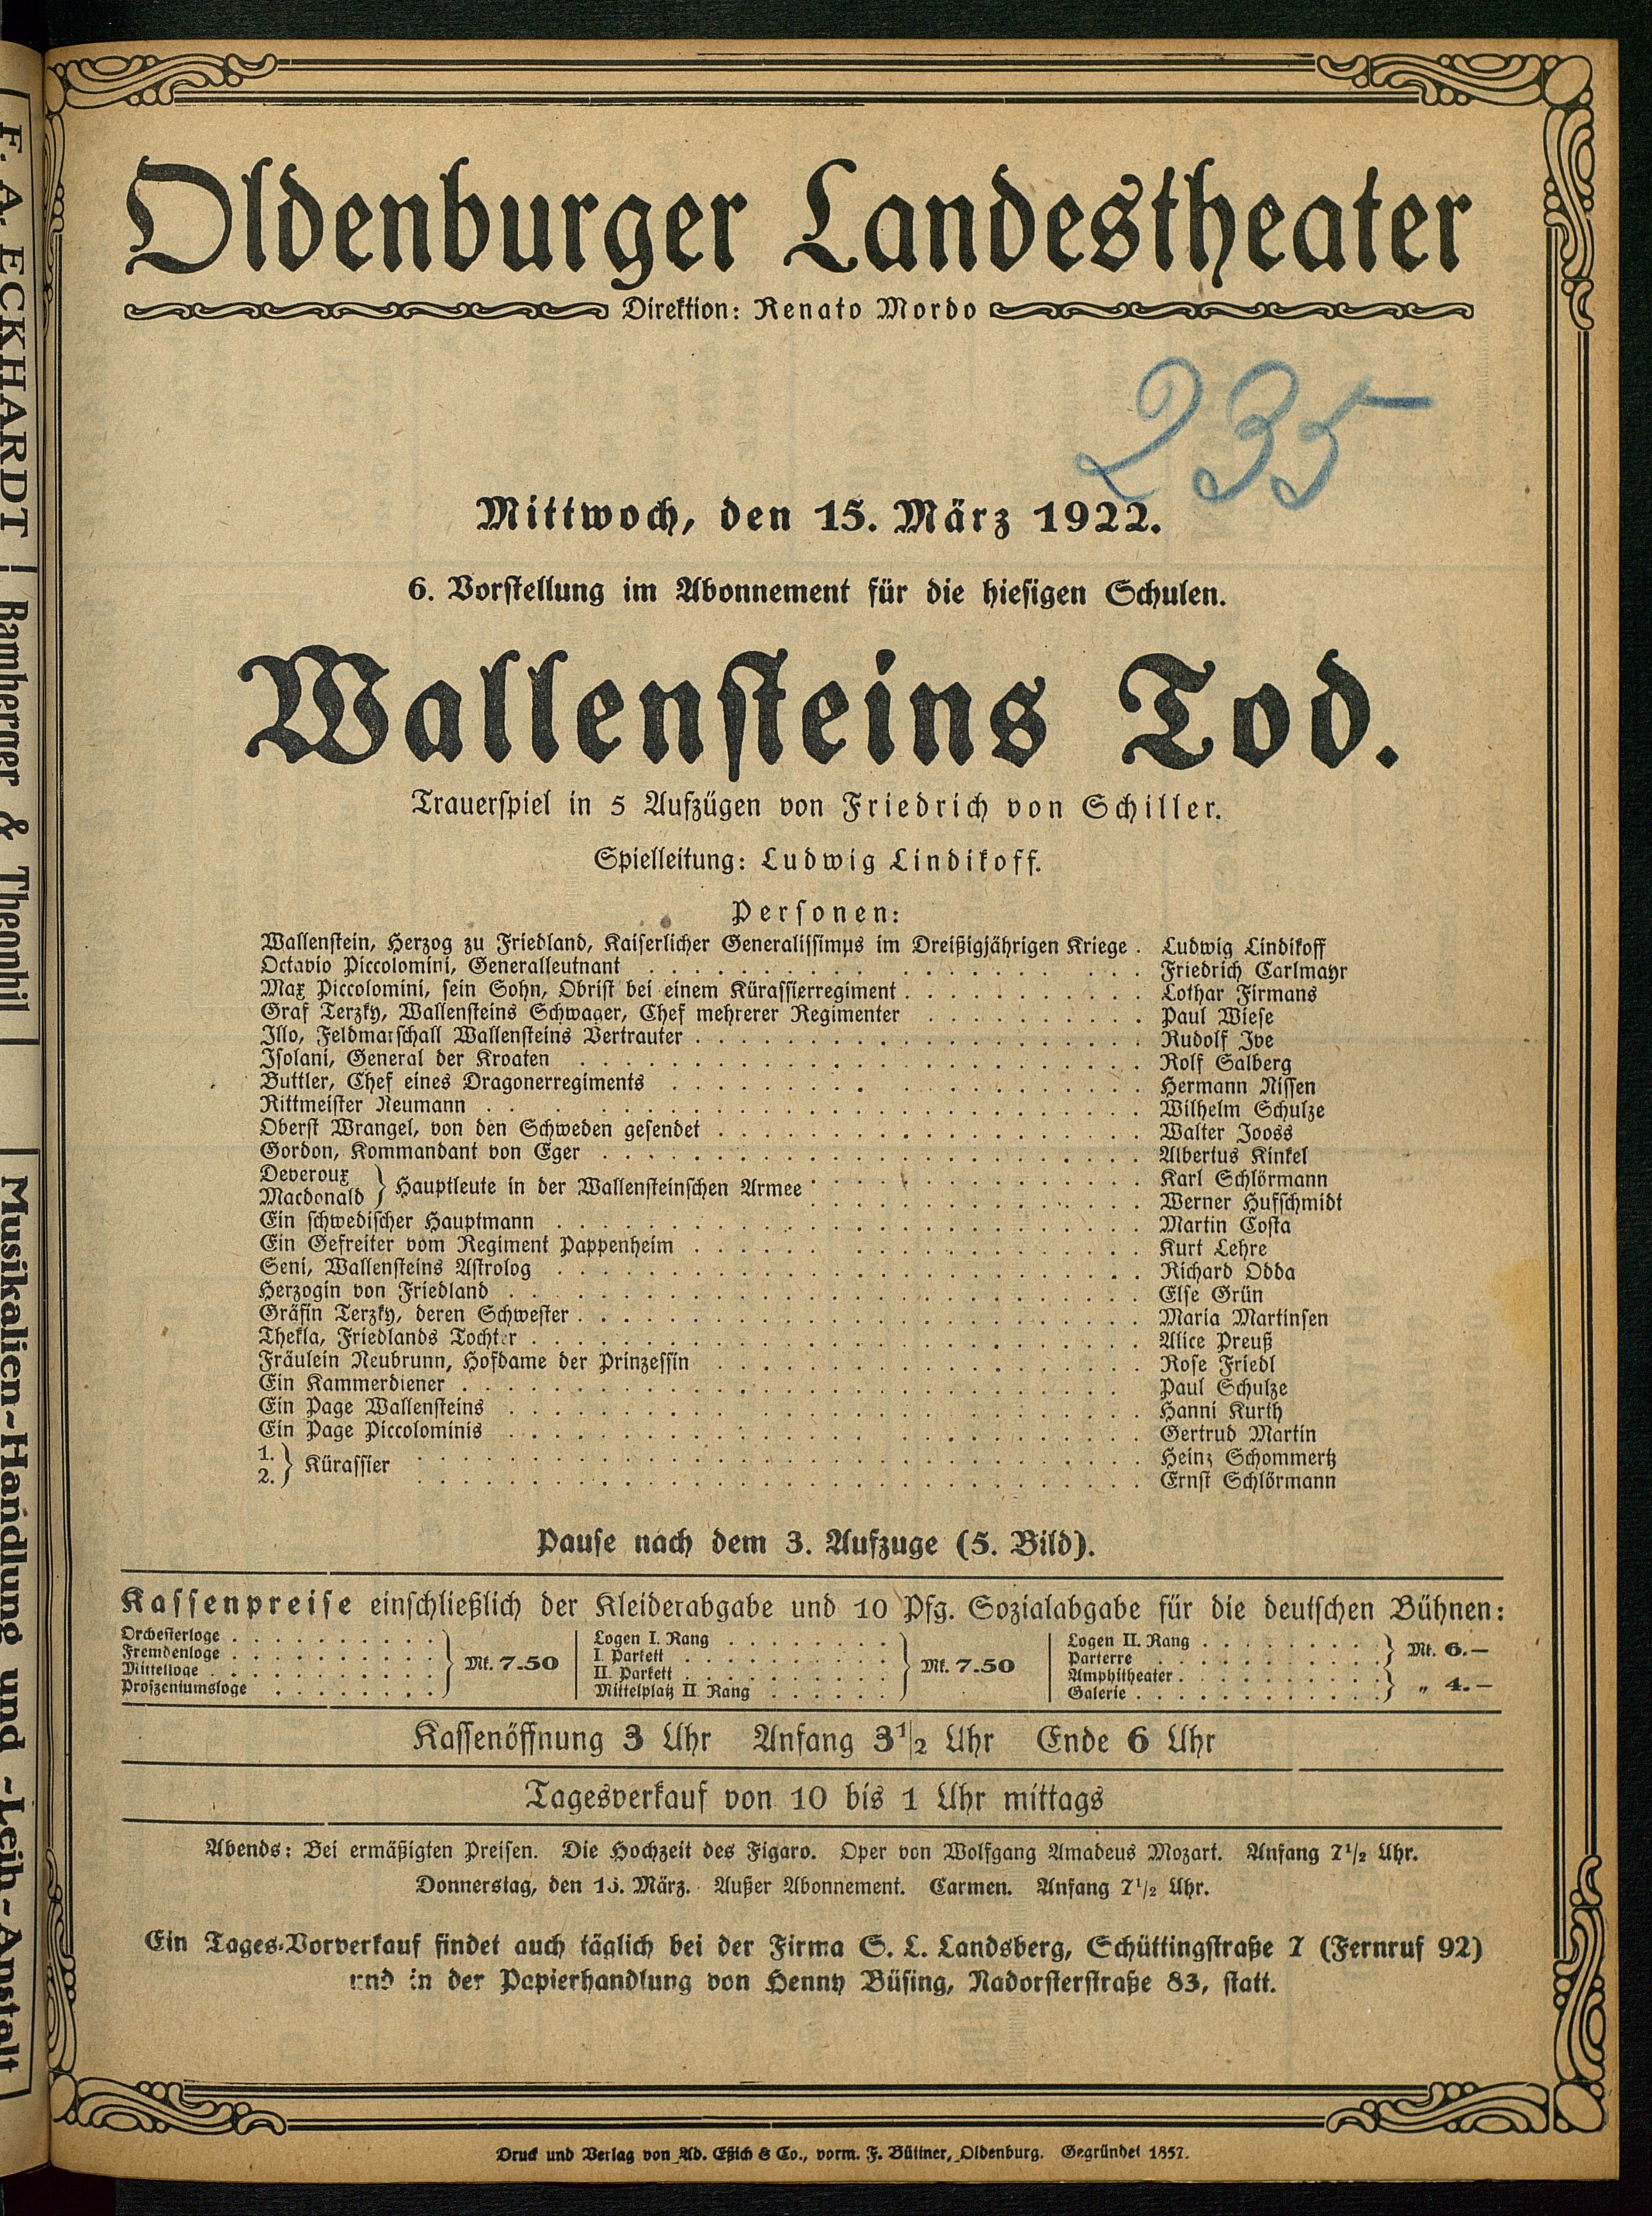 Oldenburger Landestheater
Direktion: Renato Mordo
235
Mittwoch, den 15. März 1922.
6. Vorstellung im Abonnement für die hiesigen Schulen.
Wallensteins Tod.
Trauerspiel in 5 Aufzügen von Friedrich von Schiller.
Spielleitung: Ludwig Lindikoff.
Personen:
Wallenstein, Herzog zu Friedland, Kaiserlicher Generalissimus im Dreißigjährigen Kriege . Ludwig Lindikoff
Octavio Piccolomini, Generalleutnant . . . Friedrich Carlmayr
Max Piccolomini, sein Sohn, Obrist bei einem Kürassierregiment . . . Lothar Firmans
Graf Terzky, Wallensteins Schwager, Chef mehrerer Regimenter . . . Paul Wiese
Illo, Feldmarschall Wallensteins Vertrauter . . . Rudolf Ive
Isolani, General der Kroaten . . . Rolf Salberg
Buttler, Chef eines Dragonerregiments . . . Hermann Nissen
Rittmeister Neumann . . . Wilhelm Schulze
Oberst Wrangel, von den Schweden gesendet . . . Walter Jooss
Gordon, Kommandant von Eger . . . Albertus Kinkel
Deveroux } Hauptleute in der Wallensteinschen Armee . . . Karl Schlörmann
Macdonald } . . . Werner Hufschmidt
Ein schwedischer Hauptmann . . . Martin Costa
Ein Gefreiter vom Regiment Pappenheim . . . Kurt Lehre
Seni, Wallensteins Astrolog . . . Richard Odda
Herzogin von Friedland . . . Else Grün
Gräfin Terzky, deren Schwester . . . Maria Martinsen
Thekla, Friedlands Tochter . . . Alice Preuß
Fräulein Neubrunn, Hofdame der Prinzessin . . . Rose Friedl
Ein Kammerdiener . . . Paul Schulze
Ein Page Wallensteins . . . Hanni Kurth
Ein Page Piccolominis . . . Gertrud Martin
1. } Kürassier . . . Heinz Schommertz
2. } . . . Ernst Schlörmann
Pause nach dem 3. Aufzuge (5. Bild).
Kassenpreise einschließlich der Kleiderabgabe und 10 Pfg. Sozialabgabe für die deutschen Bühnen:
Orchesterloge . . .
Fremdenloge . . .
Mittelloge . . .
Proszeniumsloge . . .
} Mk. 7.50
Logen I. Rang . . .
I. Parkett . . .
II. Parkett . . .
Mittelplatz II. Rang . . .
} Mk. 7.50
Logen II. Rang . . .
Parterre . . .
} Mk. 6.—
Amphitheater . . .
Galerie . . .
} „ 4.—
Kassenöffnung 3 Uhr Anfang 3 1/2 Uhr Ende 6 Uhr
Tagesverkauf von 10 bis 1 Uhr mittags
Abends: Bei ermäßigten Preisen. Die Hochzeit des Figaro. Oper von Wolfgang Amadeus Mozart. Anfang 7 1/2 Uhr.
Donnerstag, den 16. März. Außer Abonnement. Carmen. Anfang 7 1/2 Uhr.
Ein Tages-Vorverkauf findet auch täglich bei der Firma S. L. Landsberg, Schüttingstraße 7 (Fernruf 92)
und in der Papierhandlung von Henny Büsing, Nadorsterstraße 83, statt.
Druck und Verlag von Ad. Eßich & Co., vorm. F. Büttner, Oldenburg. Gegründet 1857.
F. A. ECKHARDT
Bamberger & Theophil
Musikalien-Handlung und -Leih-Anstalt